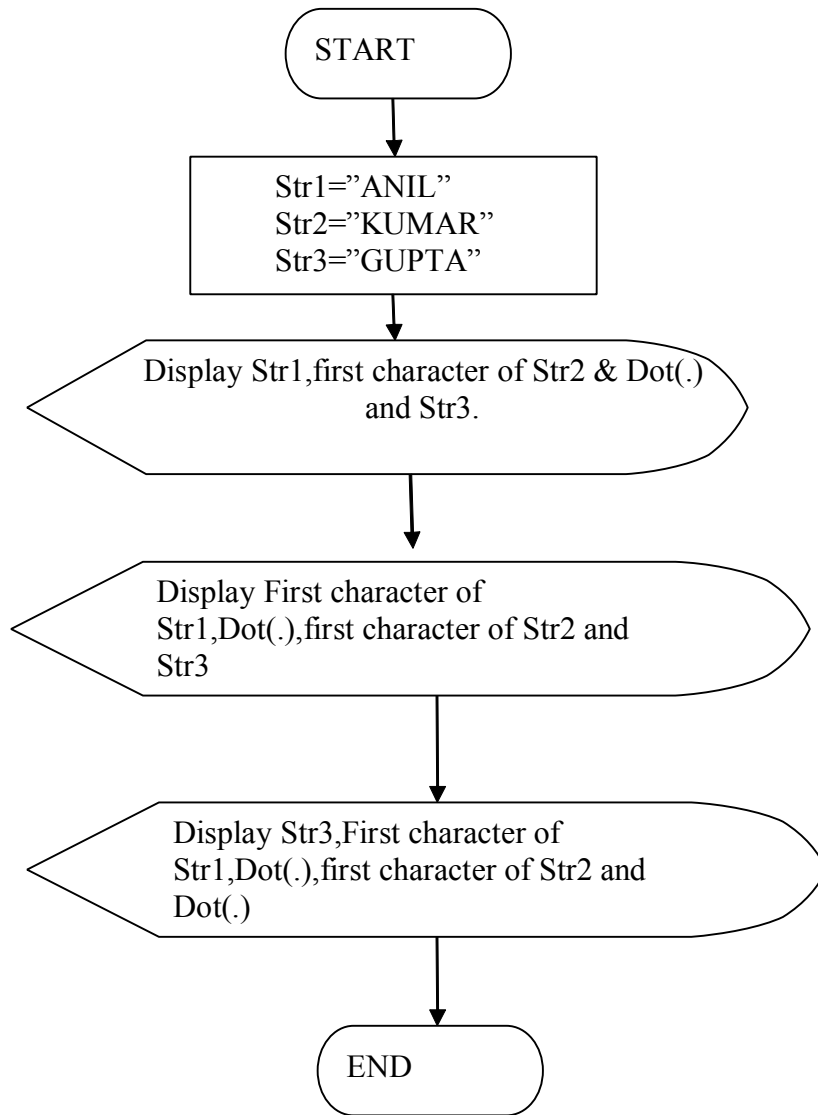 START
Str1=”ANIL”
Str2=”KUMAR”
Str3=”GUPTA”
Display Str1,first character of Str2 & Dot(.)
and Str3.
Display First character of
Str1,Dot(.),first character of Str2 and
Str3
Display Str3,First character of
Str1,Dot(.),first character of Str2 and
Dot(.)
END